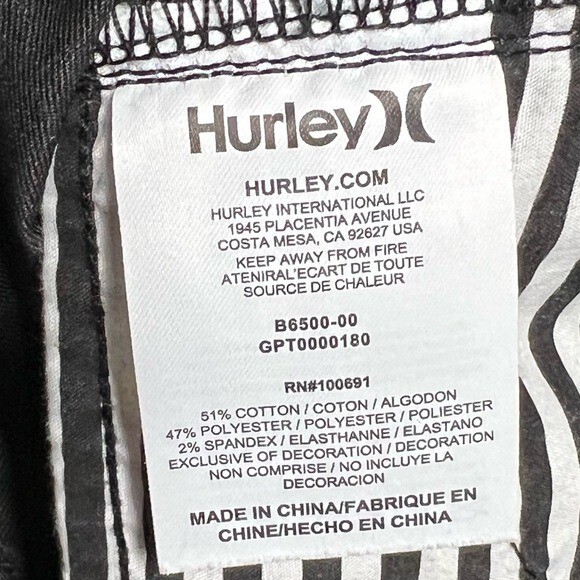 Hurley
HURLEY.COM
HURLEY INTERNATIONAL LLC
1945 PLACENTIA AVENUE
COSTA MESA, CA 92627 USA
KEEP AWAY FROM FIRE
ATENIRAL'ECART DE TOUTE
SOURCE DE CHALEUR
B6500-00
GPT0000180
RN#100691
51% COTTON / COTON / ALGODON
47% POLYESTER / POLYESTER / POLIESTER
2% SPANDEX / ELASTHANNE / ELASTANO
EXCLUSIVE OF DECORATION / DECORATION
NON COMPRISE / NO INCLUYE LA
DECORACION
MADE IN CHINA/FABRIQUE EN
CHINE/HECHO EN CHINA